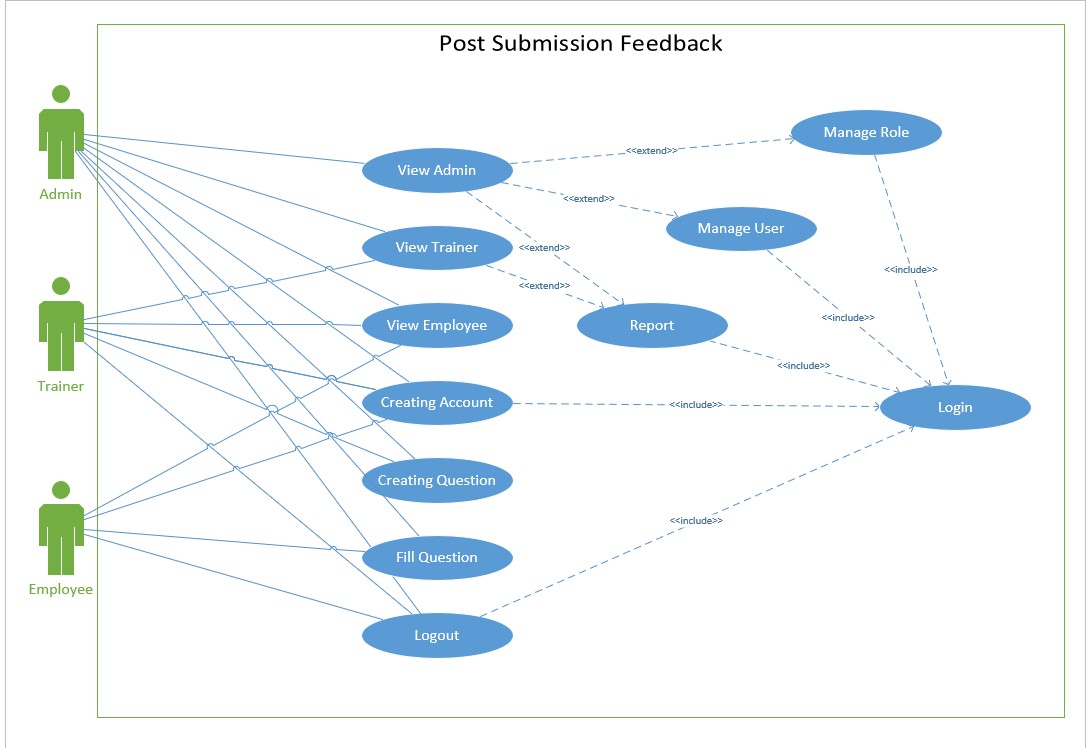 Post Submission Feedback
Admin
Trainer
Employee
View Admin
View Trainer
View Employee
Creating Account
Creating Question
Fill Question
Logout
<<extend>>
<<extend>>
<<extend>>
<<extend>>
Manage Role
Manage User
Report
<<include>>
<<include>>
<<include>>
<<include>>
<<include>>
Login